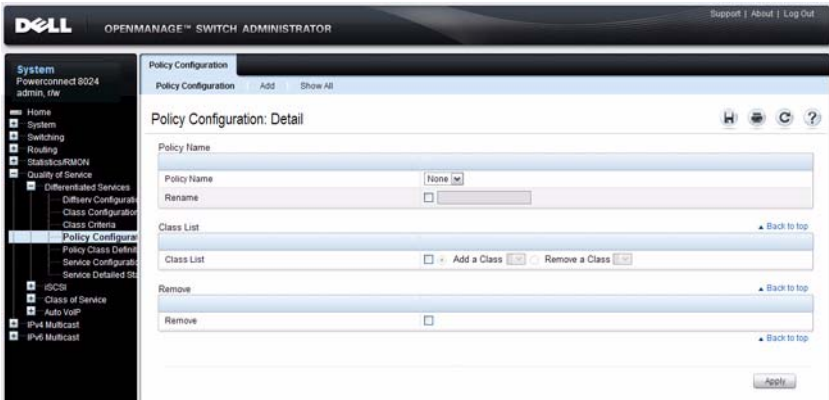 Support | About | Log Out
DELL
OPENMANAGE™ SWITCH ADMINISTRATOR
System
Powerconnect 8024
admin, r/w
Home
System
Switching
Routing
Statistics/RMON
Quality of Service
Differentiated Services
Diffserv Configurati
Class Configuration
Class Criteria
Policy Configurat
Policy Class Definit
Service Configuratio
Service Detailed Sta
iSCSI
Class of Service
Auto VoIP
IPv4 Multicast
IPv6 Multicast
Policy Configuration
Policy Configuration Add Show All
Policy Configuration: Detail
?
Policy Name
Policy Name None
Rename
Class List
Back to top
Class List Add a Class Remove a Class
Remove
Back to top
Remove
Back to top
Apply